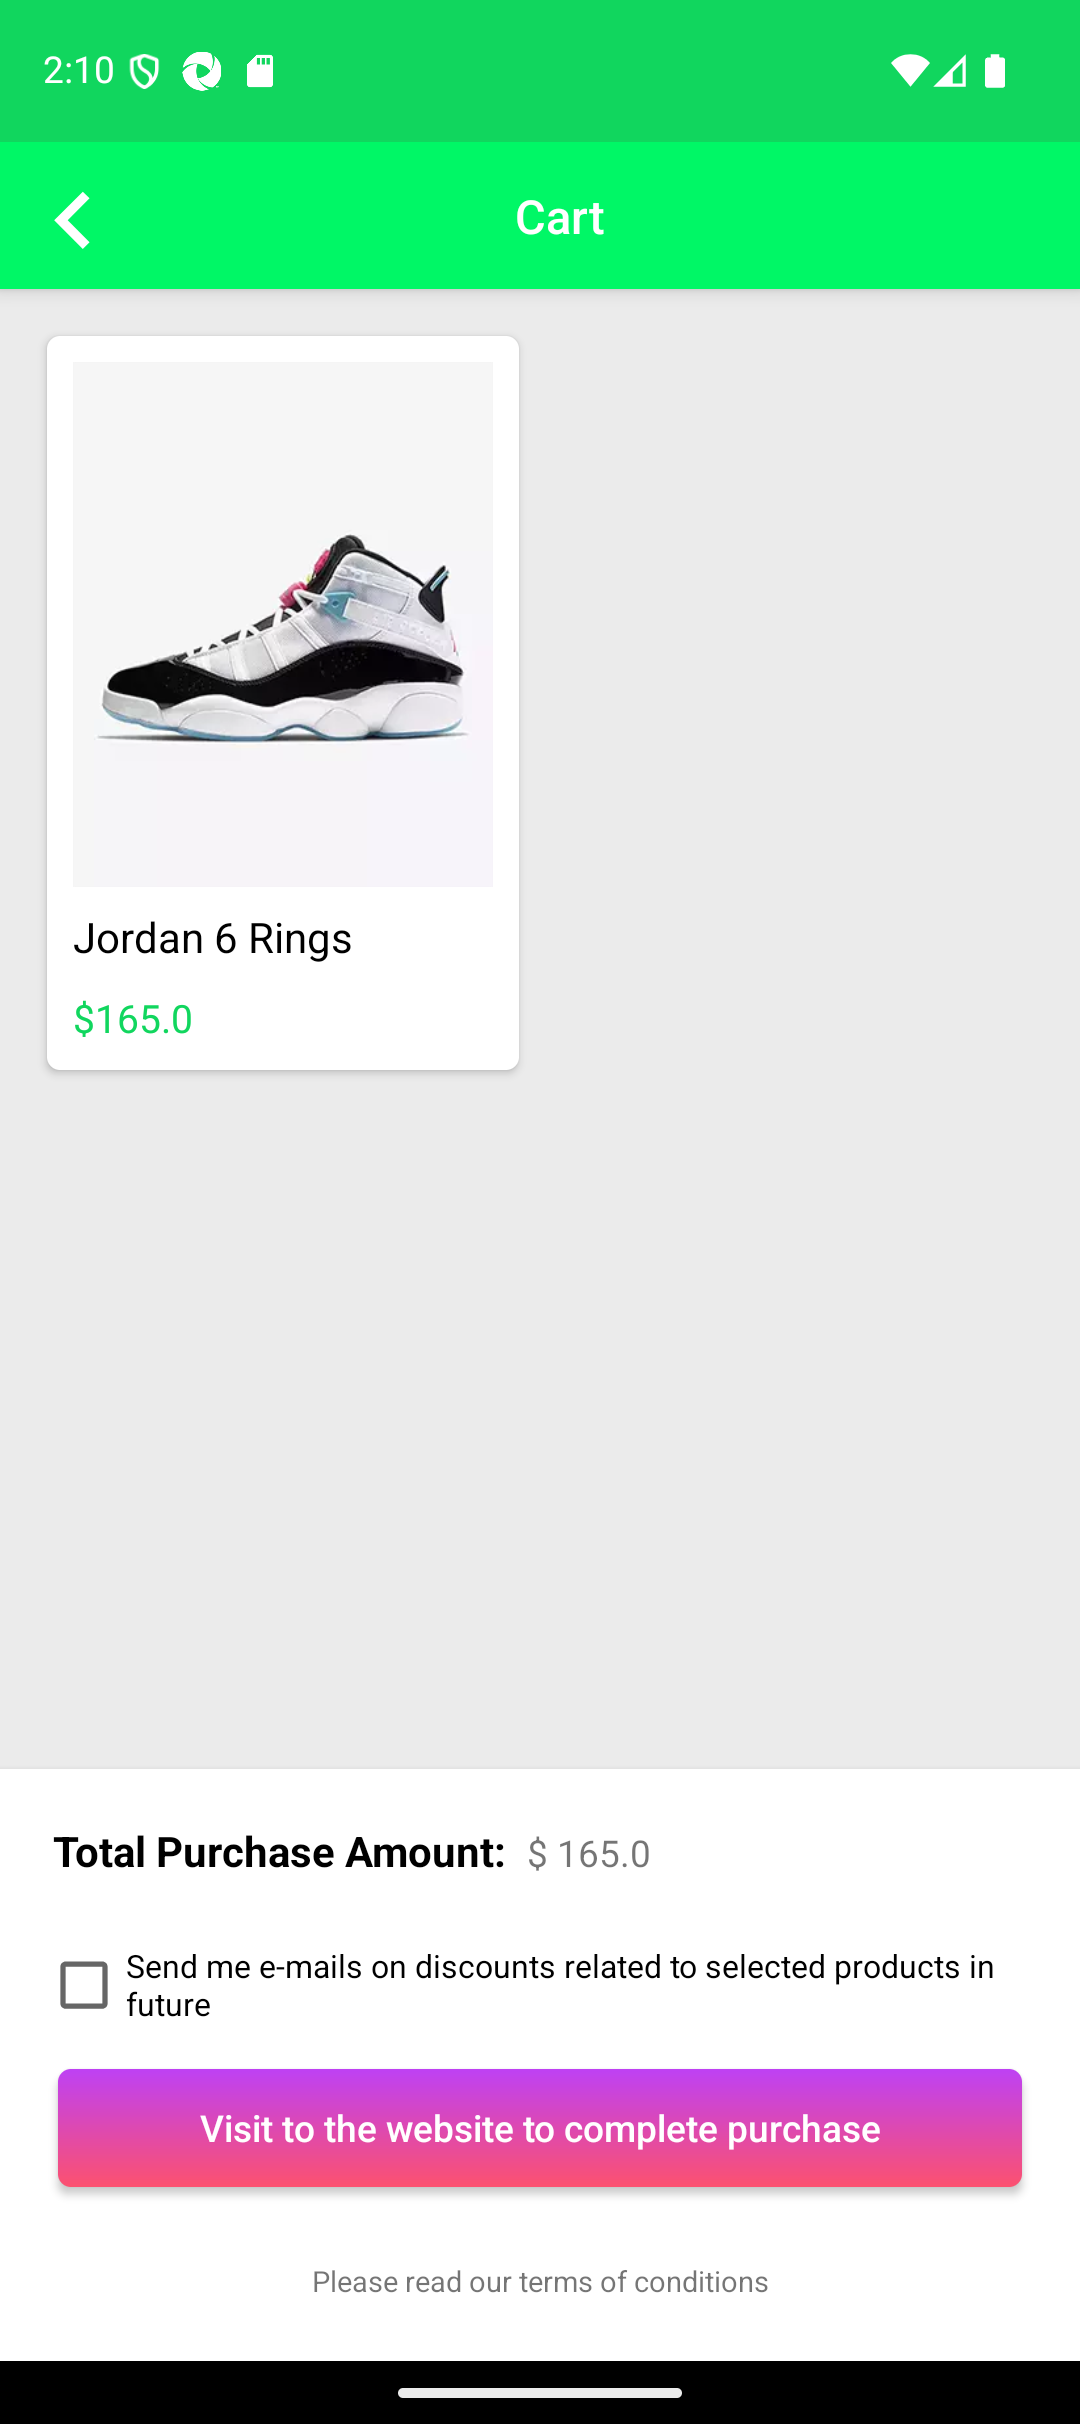 2:10
Cart
Jordan 6 Rings
$165.0
Total Purchase Amount: $ 165.0
Send me e-mails on discounts related to selected products in
future
Visit to the website to complete purchase
Please read our terms of conditions